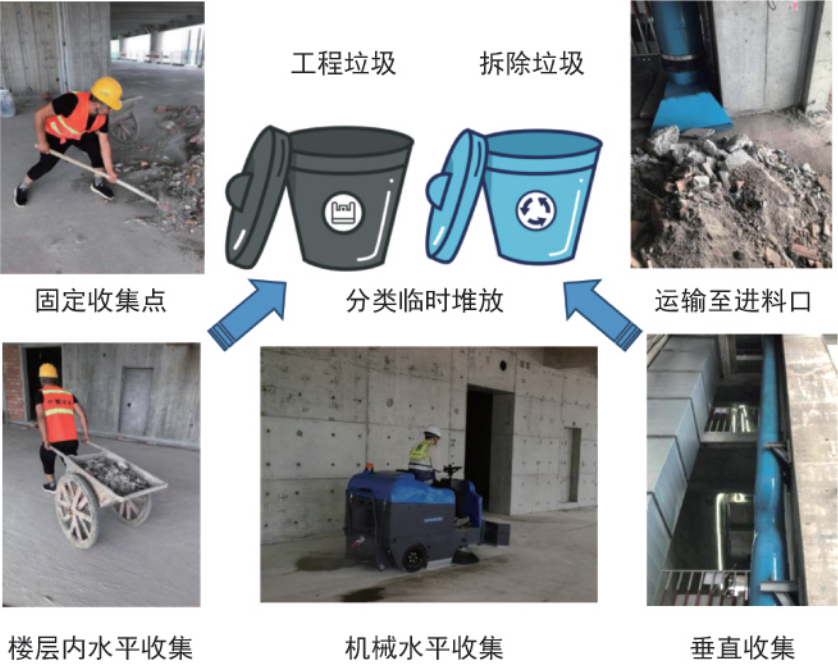 工程垃圾
拆除垃圾
固定收集点
分类临时堆放
运输至进料口
楼层内水平收集
机械水平收集
垂直收集